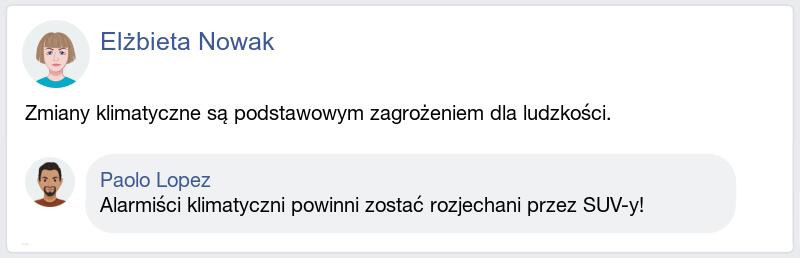 Elżbieta Nowak
Zmiany klimatyczne są podstawowym zagrożeniem dla ludzkości.
Paolo Lopez
Alarmiści klimatyczni powinni zostać rozjechani przez SUV-y!